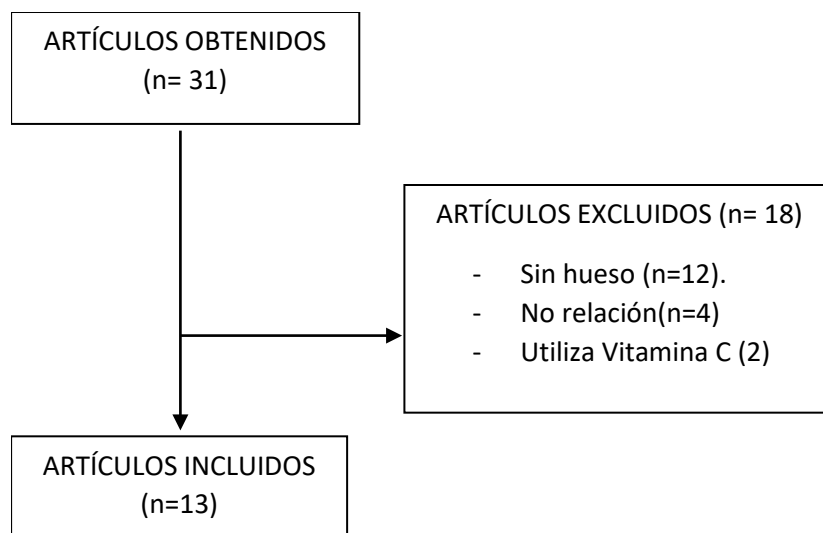 ARTÍCULOS OBTENIDOS
(n= 31)
ARTÍCULOS EXCLUIDOS (n= 18)
- Sin hueso (n=12).
- No relación(n=4)
- Utiliza Vitamina C (2)
ARTÍCULOS INCLUIDOS
(n=13)